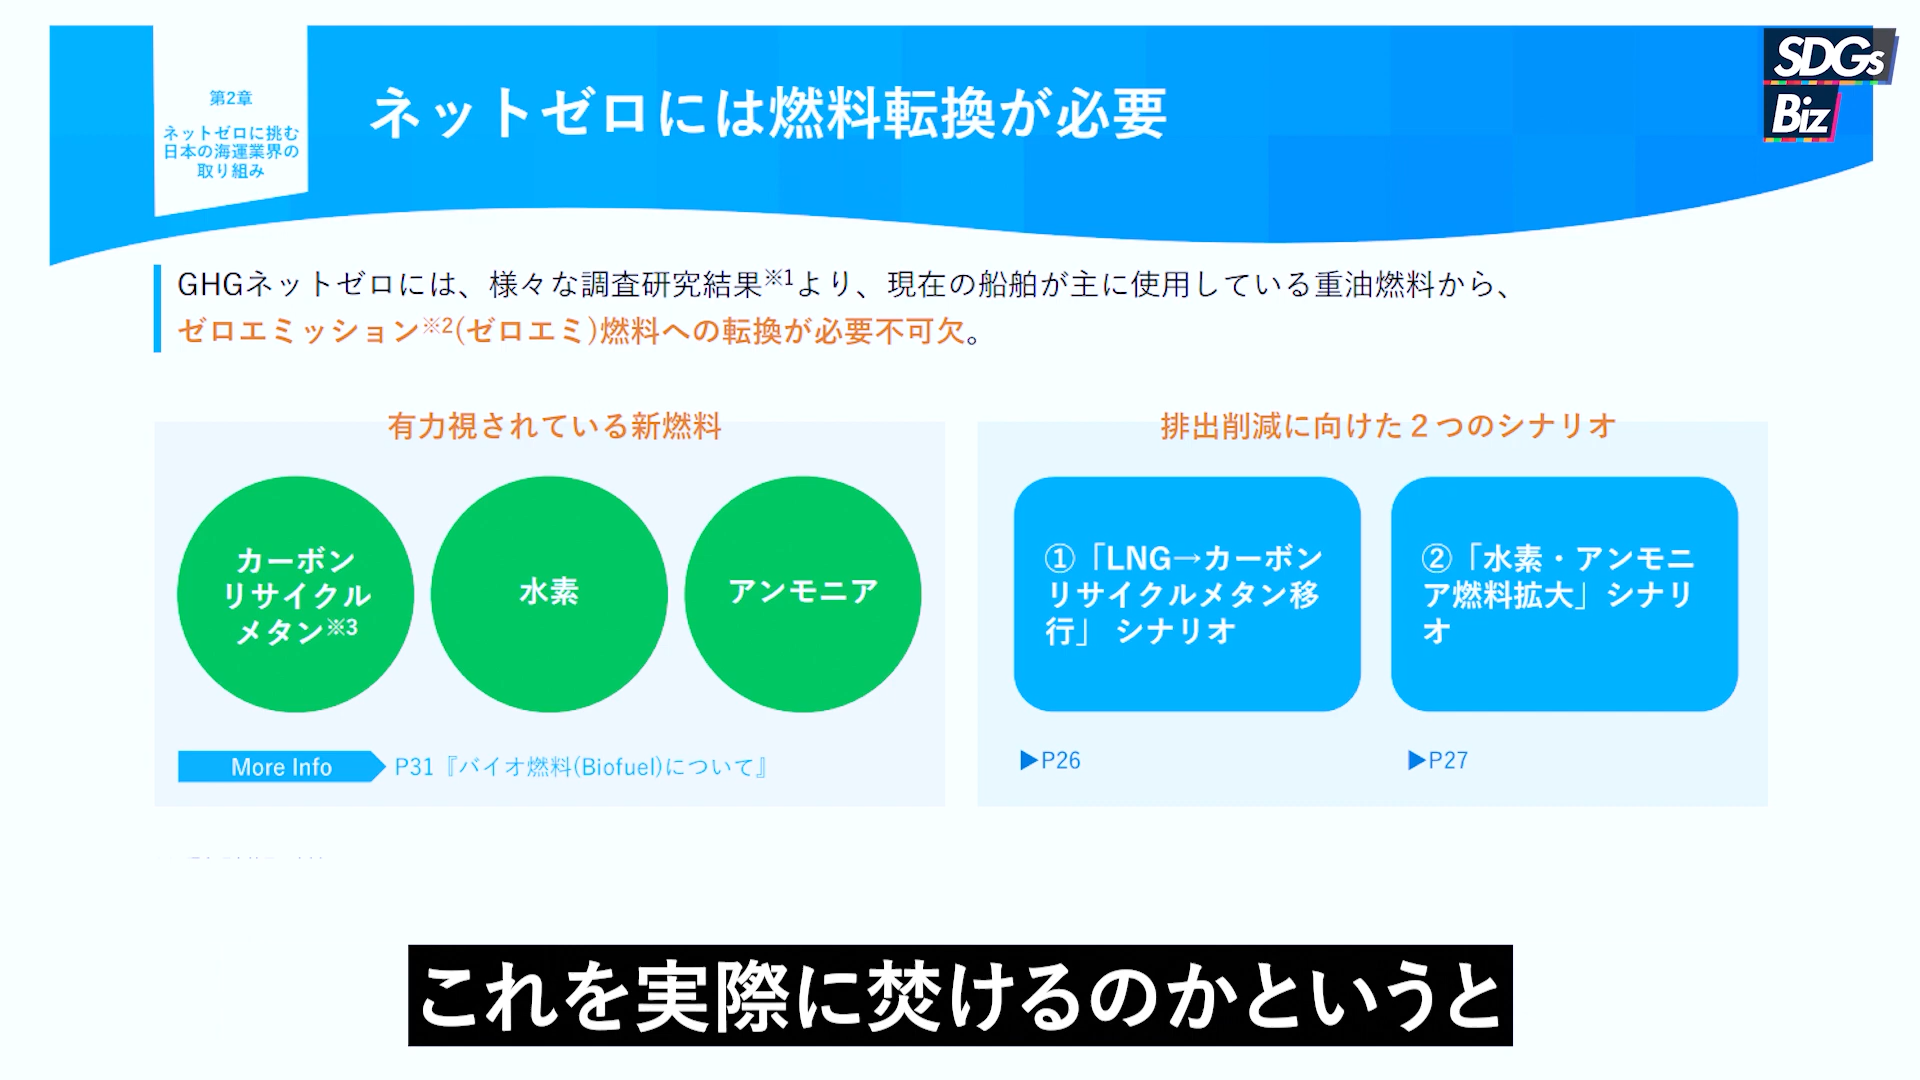 第2章
ネットゼロに挑む
日本の海運業界の
取り組み
ネットゼロには燃料転換が必要
SDGs
Biz
GHGネットゼロには、様々な調査研究結果※1より、現在の船舶が主に使用している重油燃料から、
ゼロエミッション※2(ゼロエミ)燃料への転換が必要不可欠。
有力視されている新燃料
カーボン
リサイクル
メタン※3
水素
アンモニア
More Info
P31『バイオ燃料(Biofuel)について』
排出削減に向けた２つのシナリオ
①「LNG→カーボン
リサイクルメタン移
行」 シナリオ
②「水素・アンモニ
ア燃料拡大」シナリ
オ
▶P26
▶P27
これを実際に焚けるのかというと